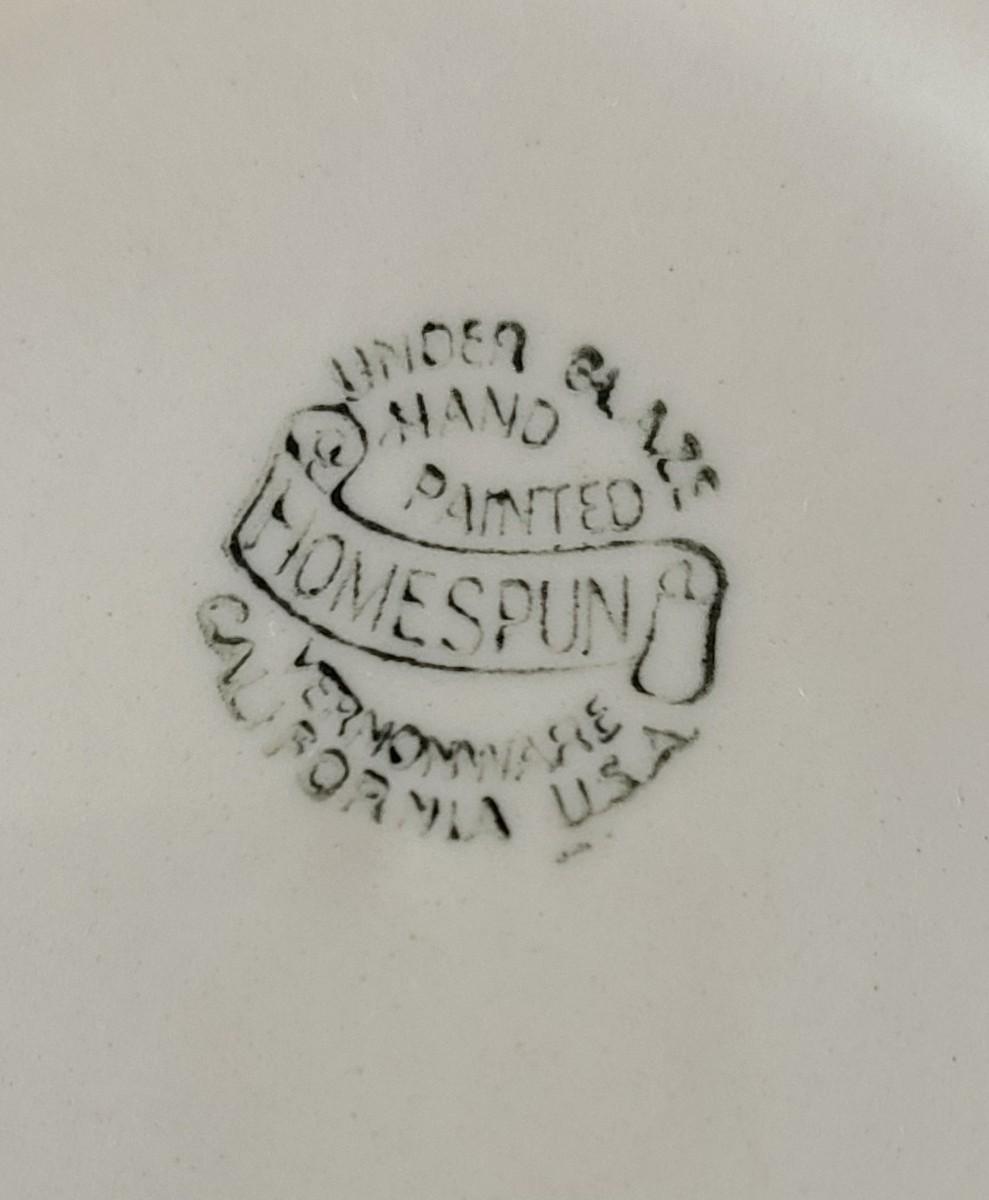 UNDER GLAZE
HAND
PAINTED
HOMESPUN
VERNONWARE
CALIFORNIA U.S.A.